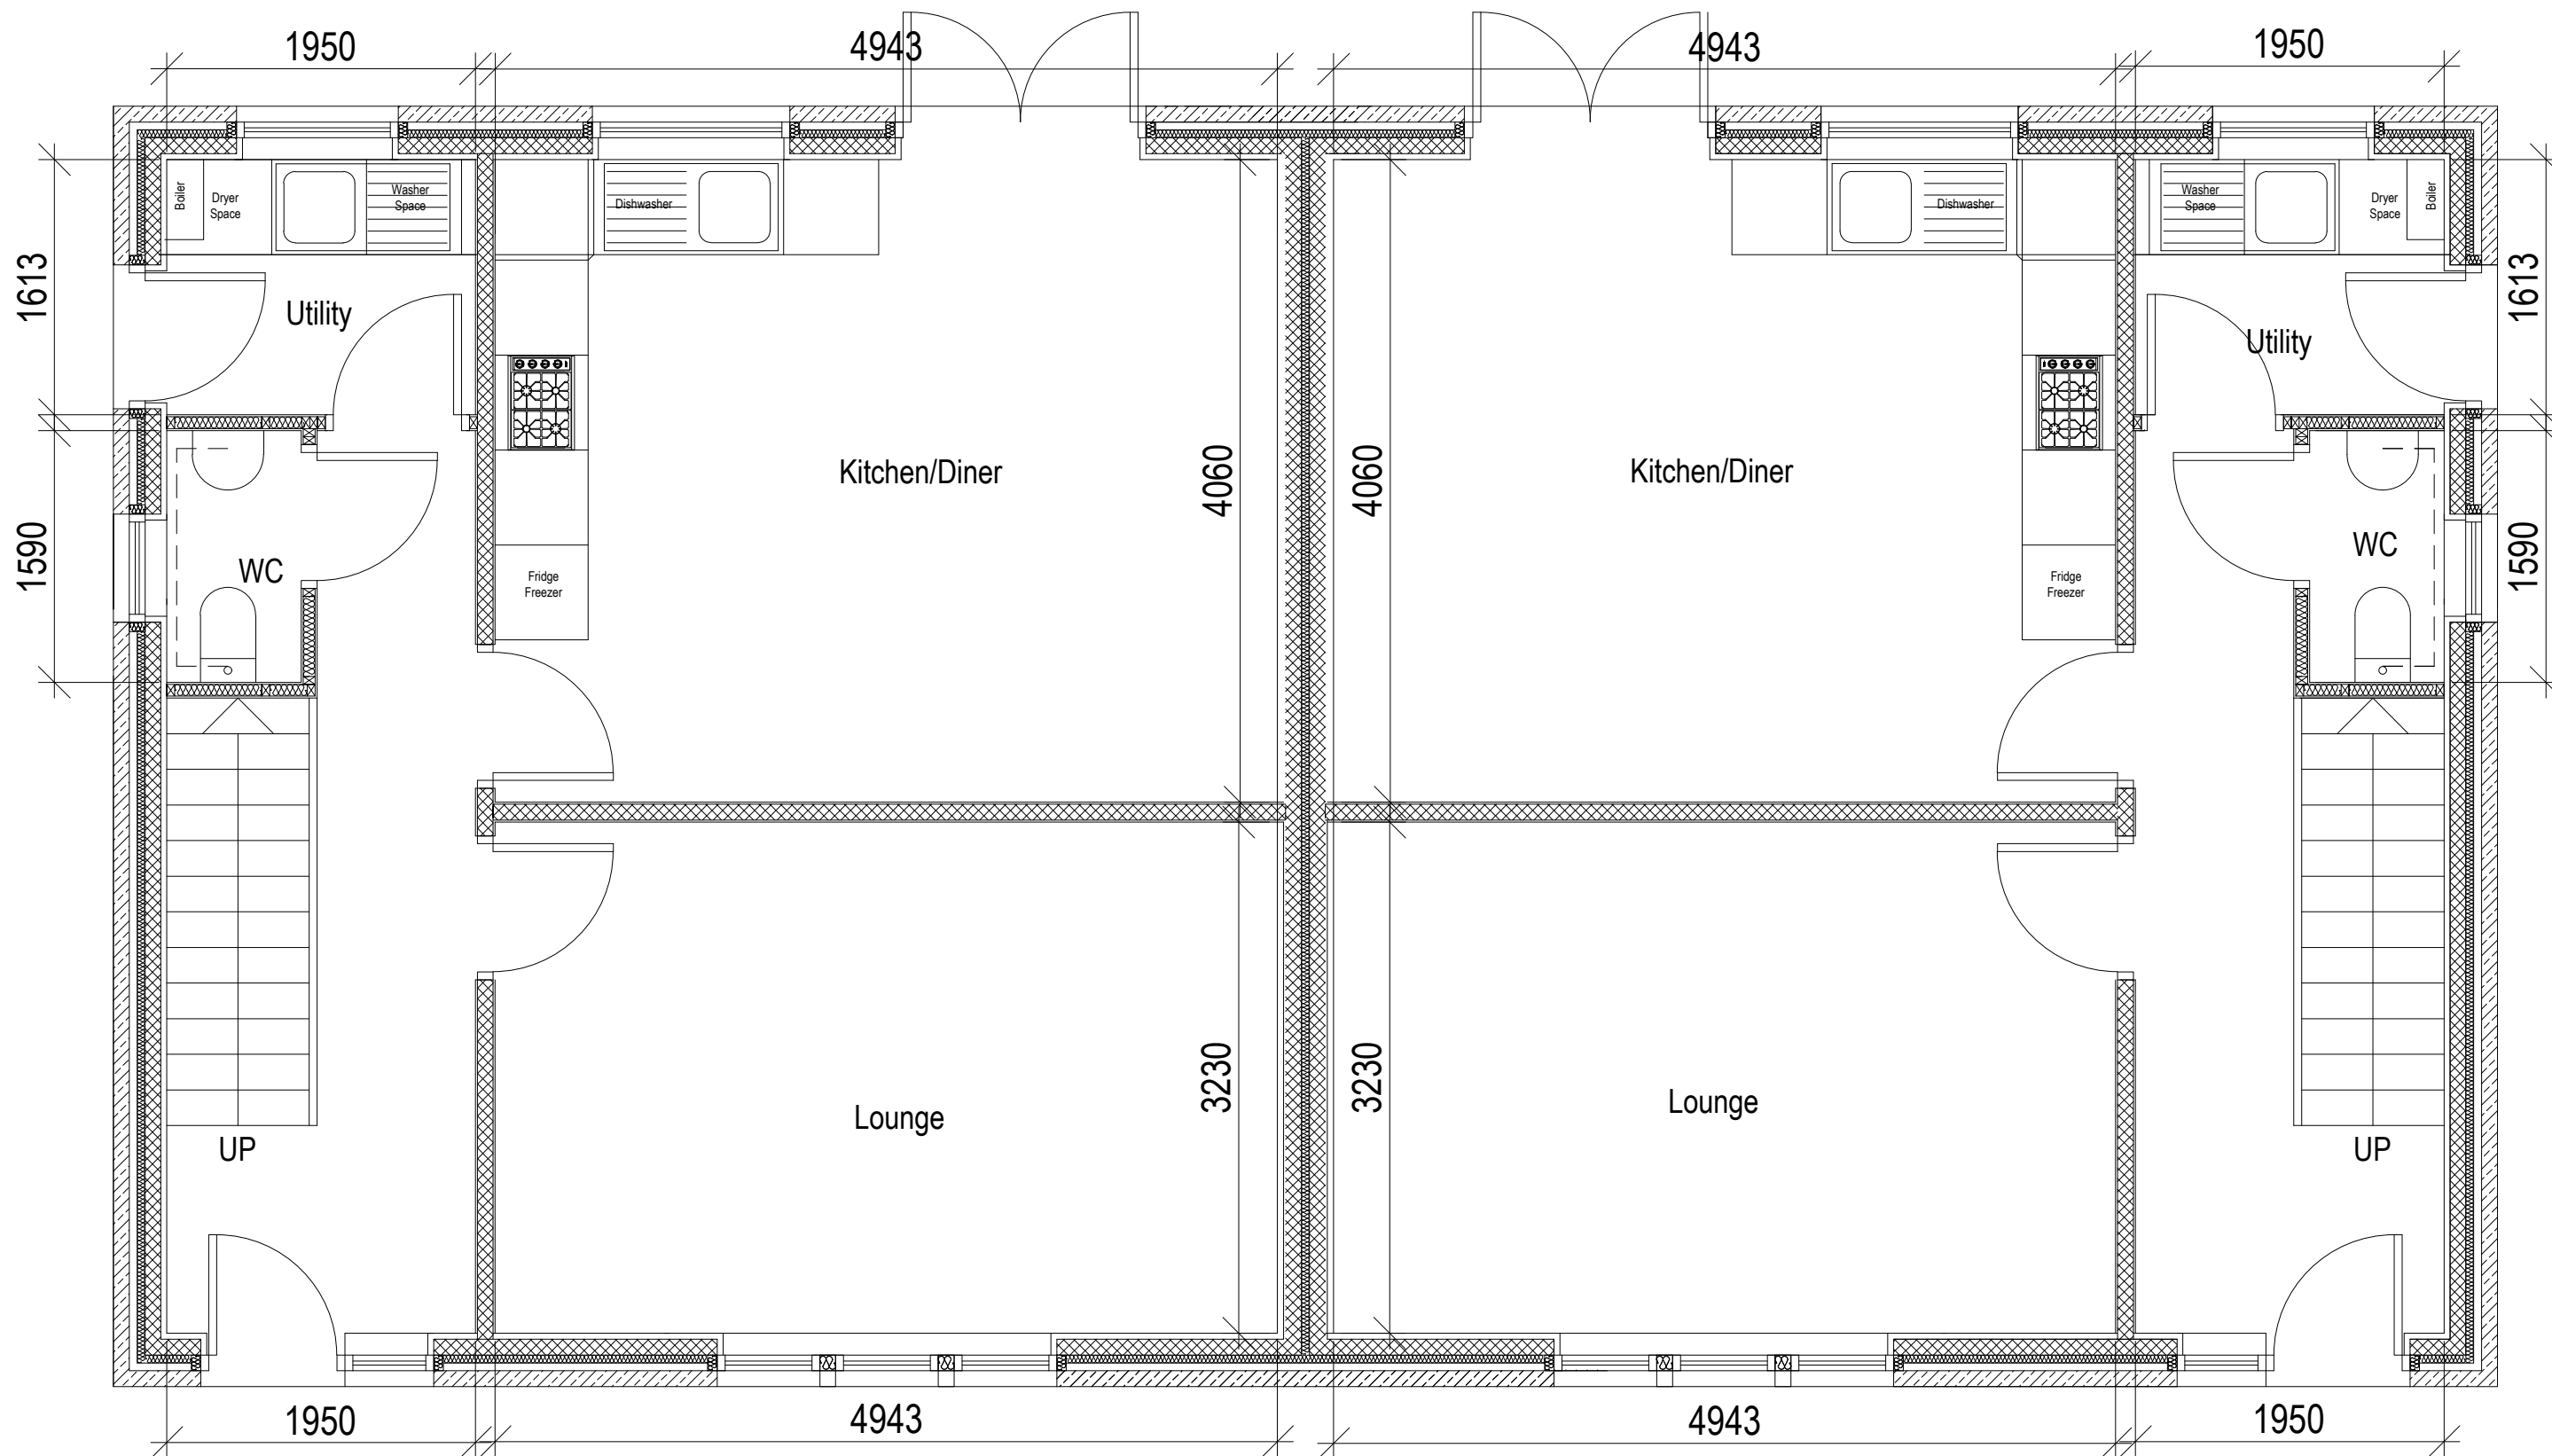 1950
4943
4943
1950
Boiler
Dryer
Space
Washer
Space
Dishwasher
Dishwasher
Washer
Space
Dryer
Space
Boiler
1613
Utility
Utility
1613
Kitchen/Diner
4060
4060
Kitchen/Diner
1590
WC
Fridge
Freezer
Fridge
Freezer
WC
1590
3230
3230
Lounge
Lounge
UP
UP
1950
4943
4943
1950